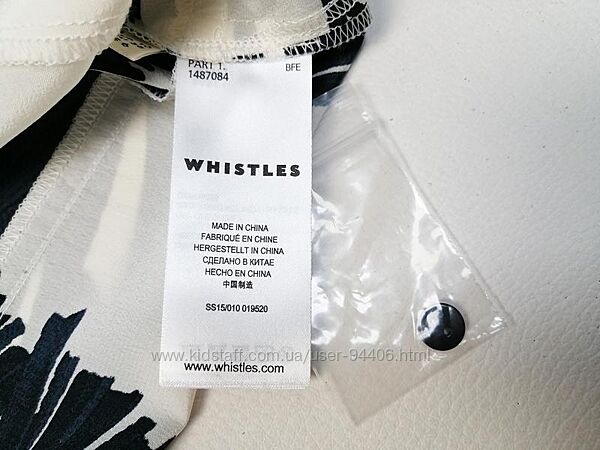 PART 1. BFE
1487084
WHISTLES
MADE IN CHINA
FABRIQUÉ EN CHINE
HERGESTELLT IN CHINA
СДЕЛАНО В КИТАЕ
HECHO EN CHINA
中国制造
SS15/010 019520
www.kidstaff.com.ua/user-94406.html
www.whistles.com